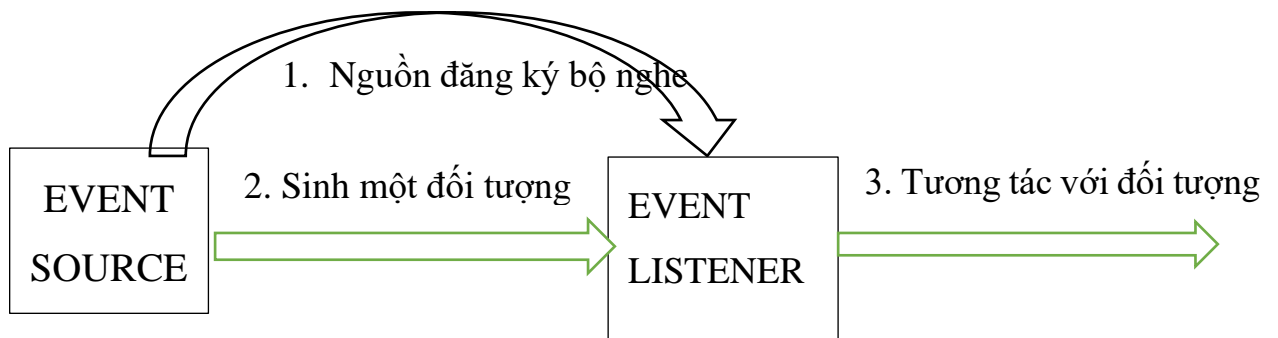 1. Nguồn đăng ký bộ nghe
EVENT
SOURCE
2. Sinh một đối tượng
EVENT
LISTENER
3. Tương tác với đối tượng